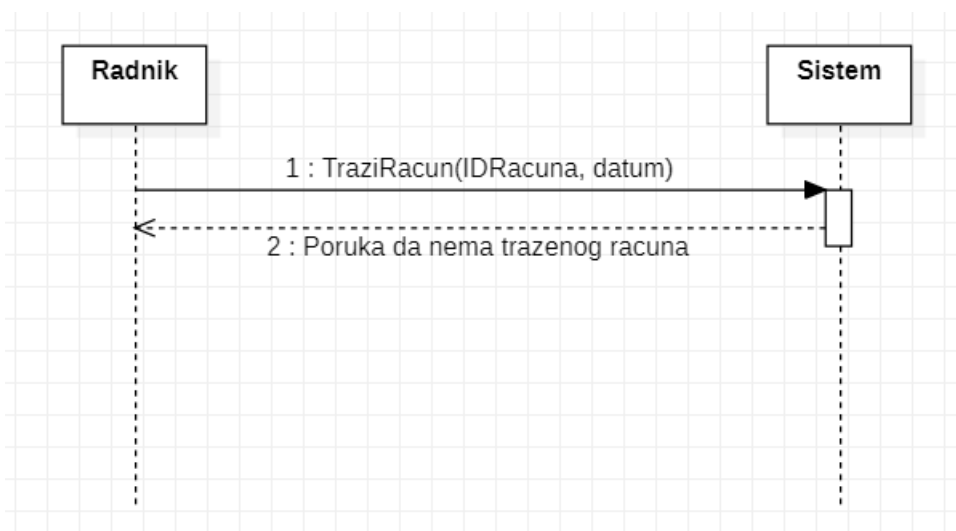 Radnik
Sistem
1 : TraziRacun(IDRacuna, datum)
2 : Poruka da nema trazenog racuna